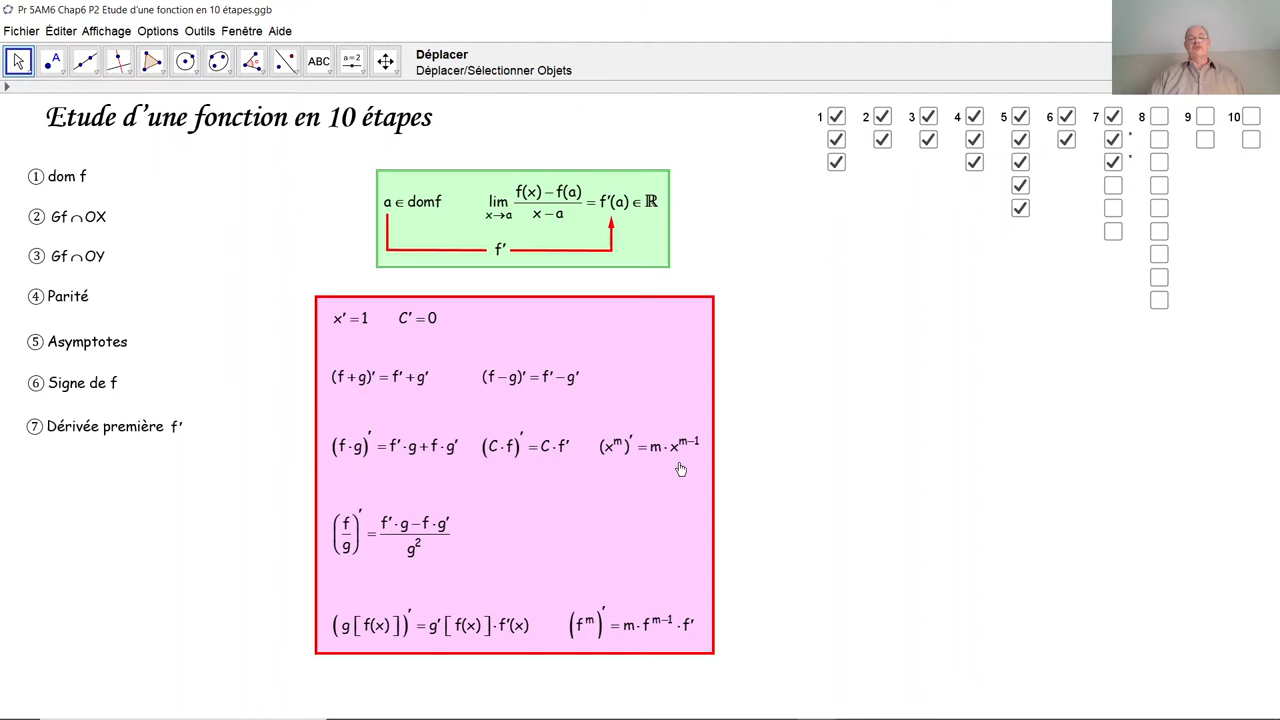 Pr 5AM6 Chap6 P2 Etude d'une fonction en 10 étapes.ggb
Fichier Éditer Affichage Options Outils Fenêtre Aide
A α ABC a=2
Déplacer
Déplacer/Sélectionner Objets
Etude d'une fonction en 10 étapes
1 2 3 4 5 6 7 8 9 10
* 
*
① dom f
② Gf ∩ OX
③ Gf ∩ OY
④ Parité
⑤ Asymptotes
⑥ Signe de f
⑦ Dérivée première f'
a ∈ domf lim x→a (f(x) − f(a))/(x − a) = f'(a) ∈ ℝ
f'
x' = 1 C' = 0
(f + g)' = f' + g' (f − g)' = f' − g'
(f·g)' = f'·g + f·g' (C·f)' = C·f' (x^m)' = m·x^(m−1)
(f/g)' = (f'·g − f·g')/g²
(g[f(x)])' = g'[f(x)]·f'(x) (f^m)' = m·f^(m−1)·f'